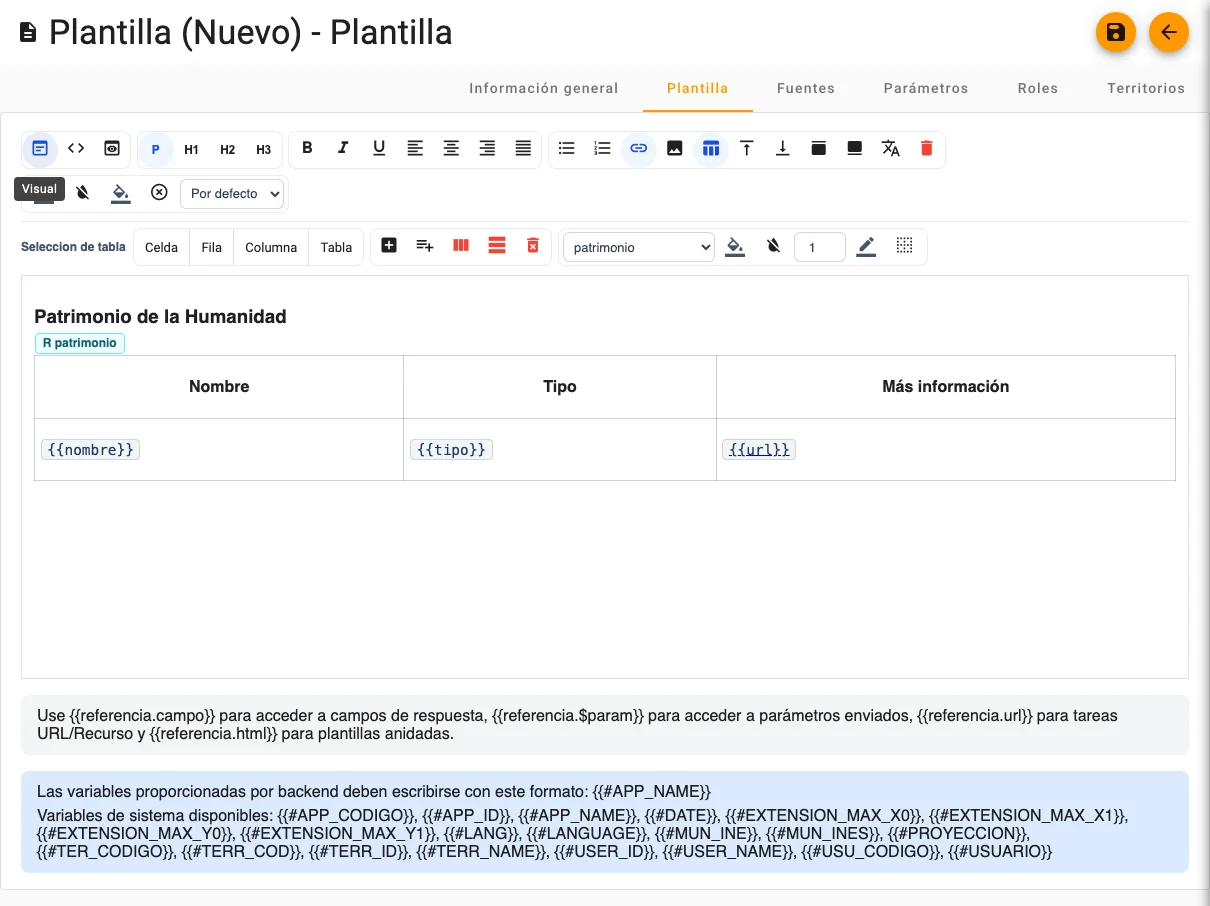 Plantilla (Nuevo) - Plantilla
Información general Plantilla Fuentes Parámetros Roles Territorios
P H1 H2 H3 B I U
Visual Por defecto
Seleccion de tabla Celda Fila Columna Tabla patrimonio 1
Patrimonio de la Humanidad
R patrimonio
Nombre Tipo Más información
{{nombre}} {{tipo}} {{url}}
Use {{referencia.campo}} para acceder a campos de respuesta, {{referencia.$param}} para acceder a parámetros enviados, {{referencia.url}} para tareas
URL/Recurso y {{referencia.html}} para plantillas anidadas.
Las variables proporcionadas por backend deben escribirse con este formato: {{#APP_NAME}}
Variables de sistema disponibles: {{#APP_CODIGO}}, {{#APP_ID}}, {{#APP_NAME}}, {{#DATE}}, {{#EXTENSION_MAX_X0}}, {{#EXTENSION_MAX_X1}},
{{#EXTENSION_MAX_Y0}}, {{#EXTENSION_MAX_Y1}}, {{#LANG}}, {{#LANGUAGE}}, {{#MUN_INE}}, {{#MUN_INES}}, {{#PROYECCION}},
{{#TER_CODIGO}}, {{#TERR_COD}}, {{#TERR_ID}}, {{#TERR_NAME}}, {{#USER_ID}}, {{#USER_NAME}}, {{#USU_CODIGO}}, {{#USUARIO}}